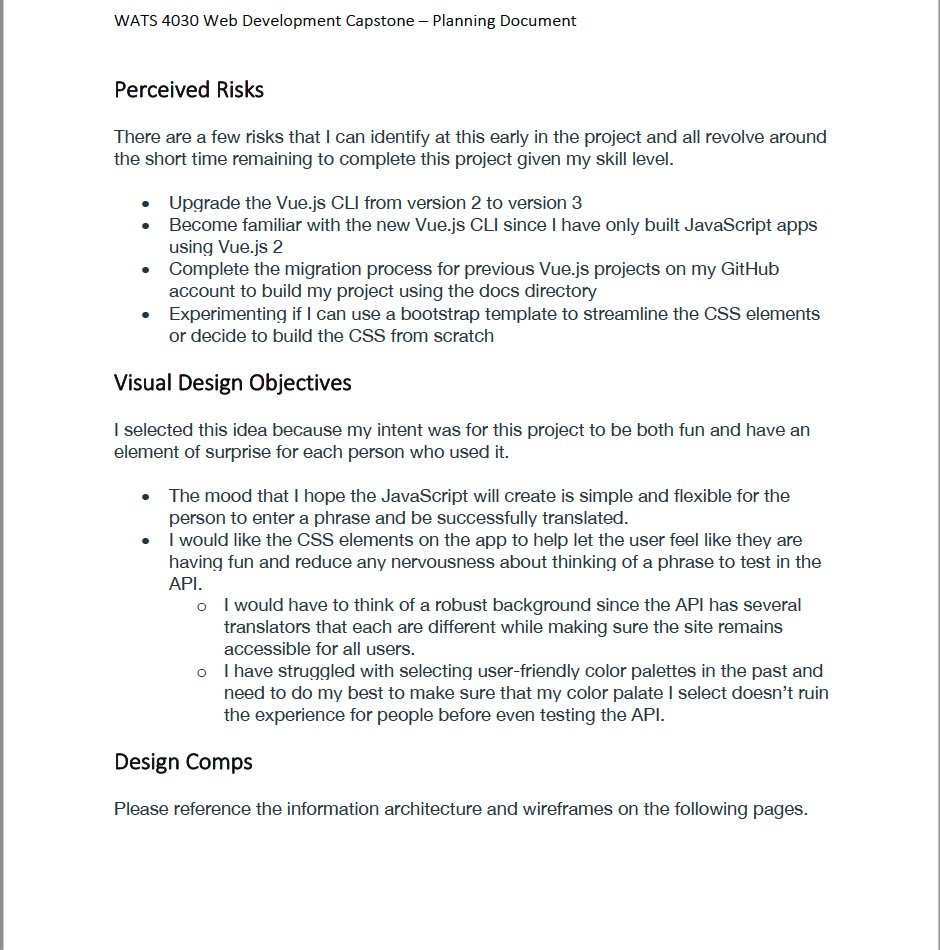 WATS 4030 Web Development Capstone – Planning Document
Perceived Risks
There are a few risks that I can identify at this early in the project and all revolve around
the short time remaining to complete this project given my skill level.
• Upgrade the Vue.js CLI from version 2 to version 3
• Become familiar with the new Vue.js CLI since I have only built JavaScript apps
using Vue.js 2
• Complete the migration process for previous Vue.js projects on my GitHub
account to build my project using the docs directory
• Experimenting if I can use a bootstrap template to streamline the CSS elements
or decide to build the CSS from scratch
Visual Design Objectives
I selected this idea because my intent was for this project to be both fun and have an
element of surprise for each person who used it.
• The mood that I hope the JavaScript will create is simple and flexible for the
person to enter a phrase and be successfully translated.
• I would like the CSS elements on the app to help let the user feel like they are
having fun and reduce any nervousness about thinking of a phrase to test in the
API.
o I would have to think of a robust background since the API has several
translators that each are different while making sure the site remains
accessible for all users.
o I have struggled with selecting user-friendly color palettes in the past and
need to do my best to make sure that my color palate I select doesn’t ruin
the experience for people before even testing the API.
Design Comps
Please reference the information architecture and wireframes on the following pages.